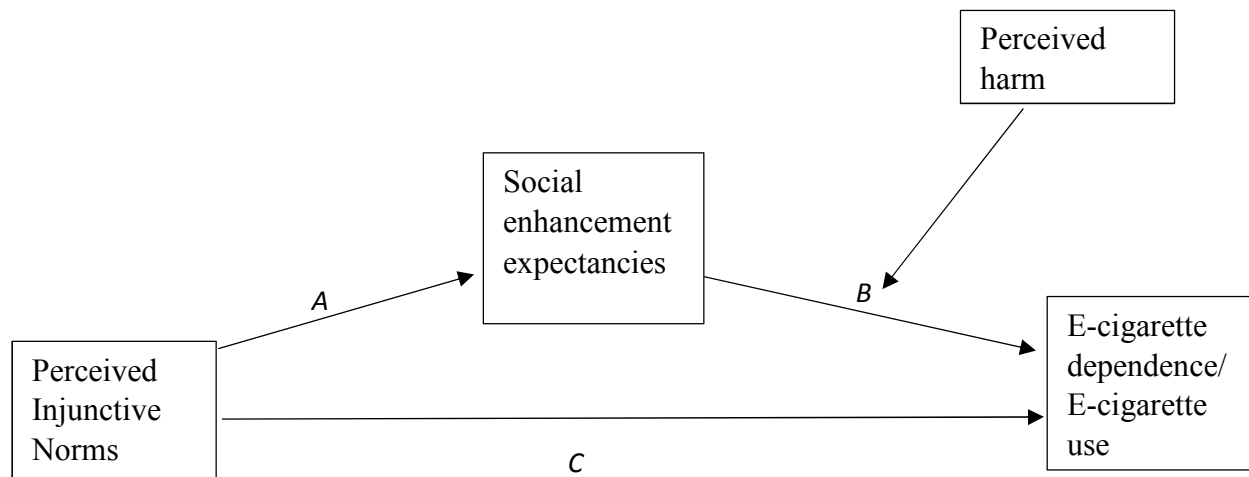 Perceived
harm
Social
enhancement
expectancies
A
B
E-cigarette
dependence/
E-cigarette
use
Perceived
Injunctive
Norms
C